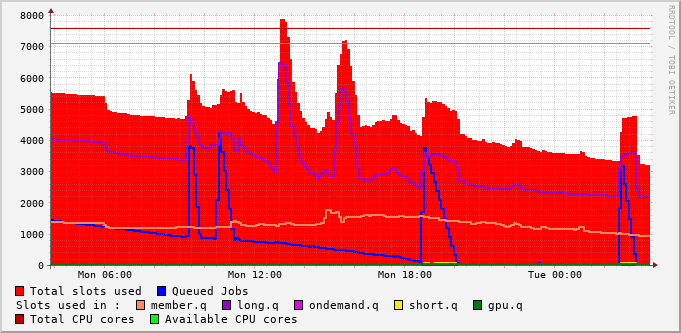 8000
7000
6000
5000
4000
3000
2000
1000
0
Mon 06:00 Mon 12:00 Mon 18:00 Tue 00:00
RRDTOOL / TOBI OETIKER
Total slots used Queued Jobs
Slots used in : member.q long.q ondemand.q short.q gpu.q
Total CPU cores Available CPU cores